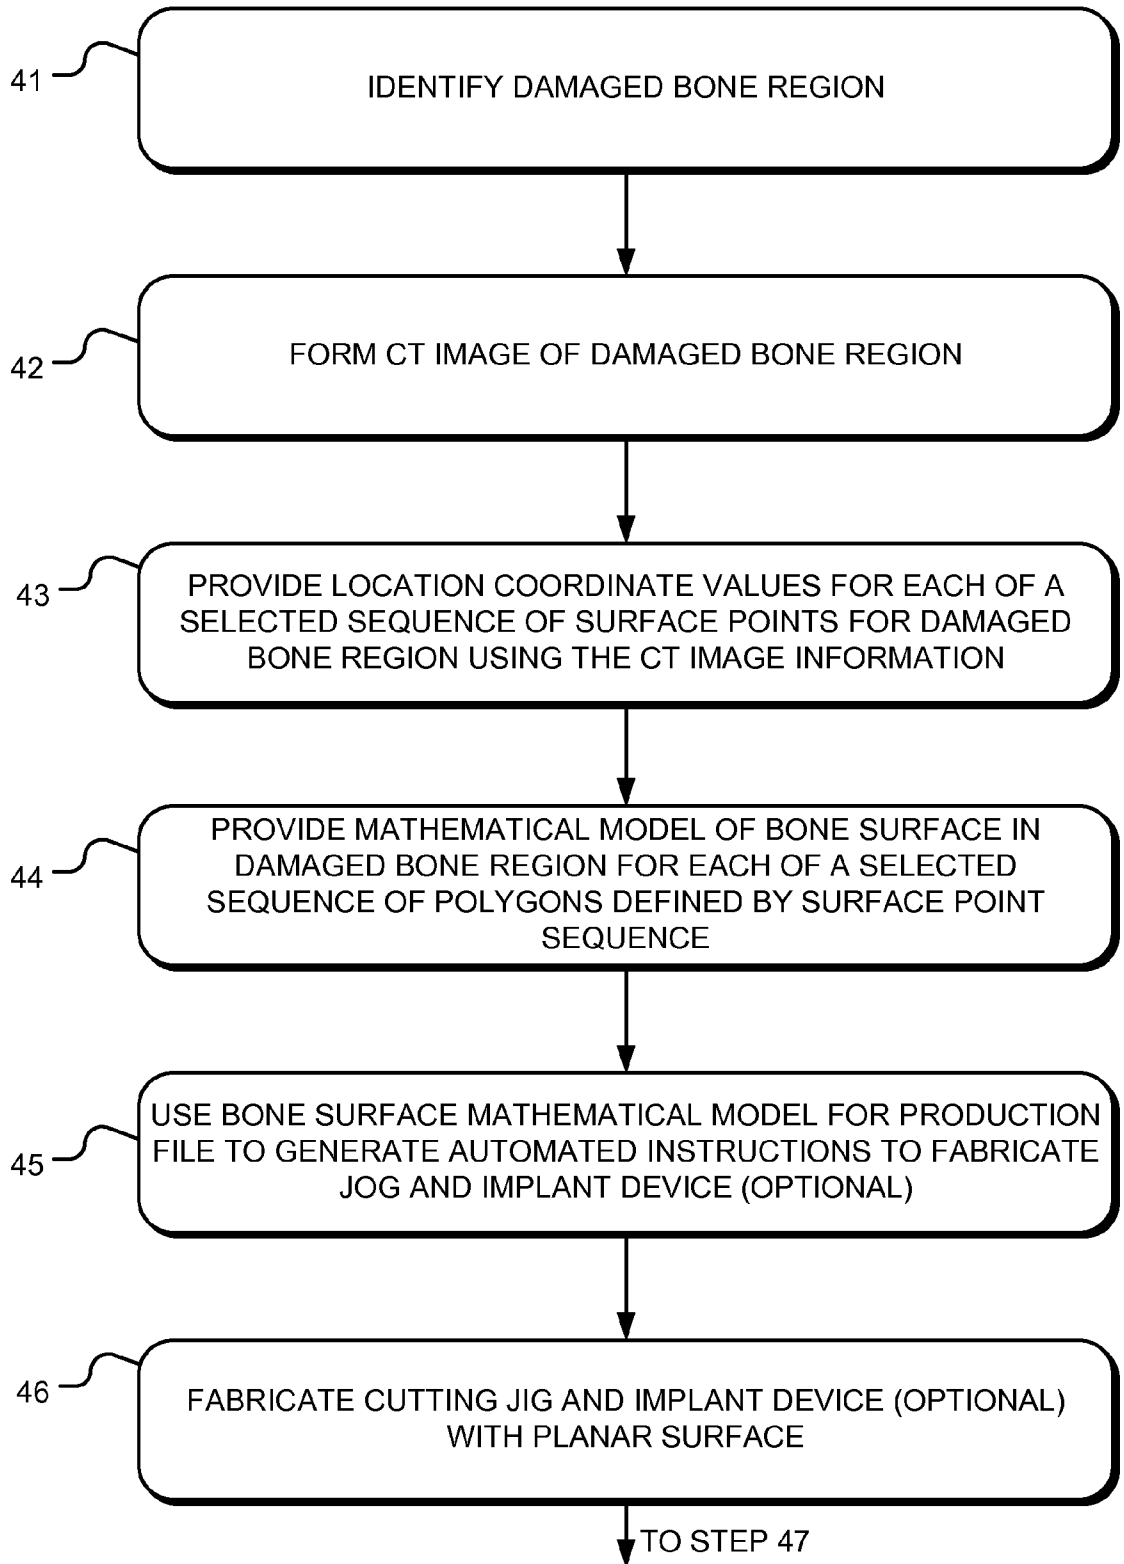 41
IDENTIFY DAMAGED BONE REGION
42
FORM CT IMAGE OF DAMAGED BONE REGION
43
PROVIDE LOCATION COORDINATE VALUES FOR EACH OF A
SELECTED SEQUENCE OF SURFACE POINTS FOR DAMAGED
BONE REGION USING THE CT IMAGE INFORMATION
44
PROVIDE MATHEMATICAL MODEL OF BONE SURFACE IN
DAMAGED BONE REGION FOR EACH OF A SELECTED
SEQUENCE OF POLYGONS DEFINED BY SURFACE POINT
SEQUENCE
45
USE BONE SURFACE MATHEMATICAL MODEL FOR PRODUCTION
FILE TO GENERATE AUTOMATED INSTRUCTIONS TO FABRICATE
JOG AND IMPLANT DEVICE (OPTIONAL)
46
FABRICATE CUTTING JIG AND IMPLANT DEVICE (OPTIONAL)
WITH PLANAR SURFACE
TO STEP 47